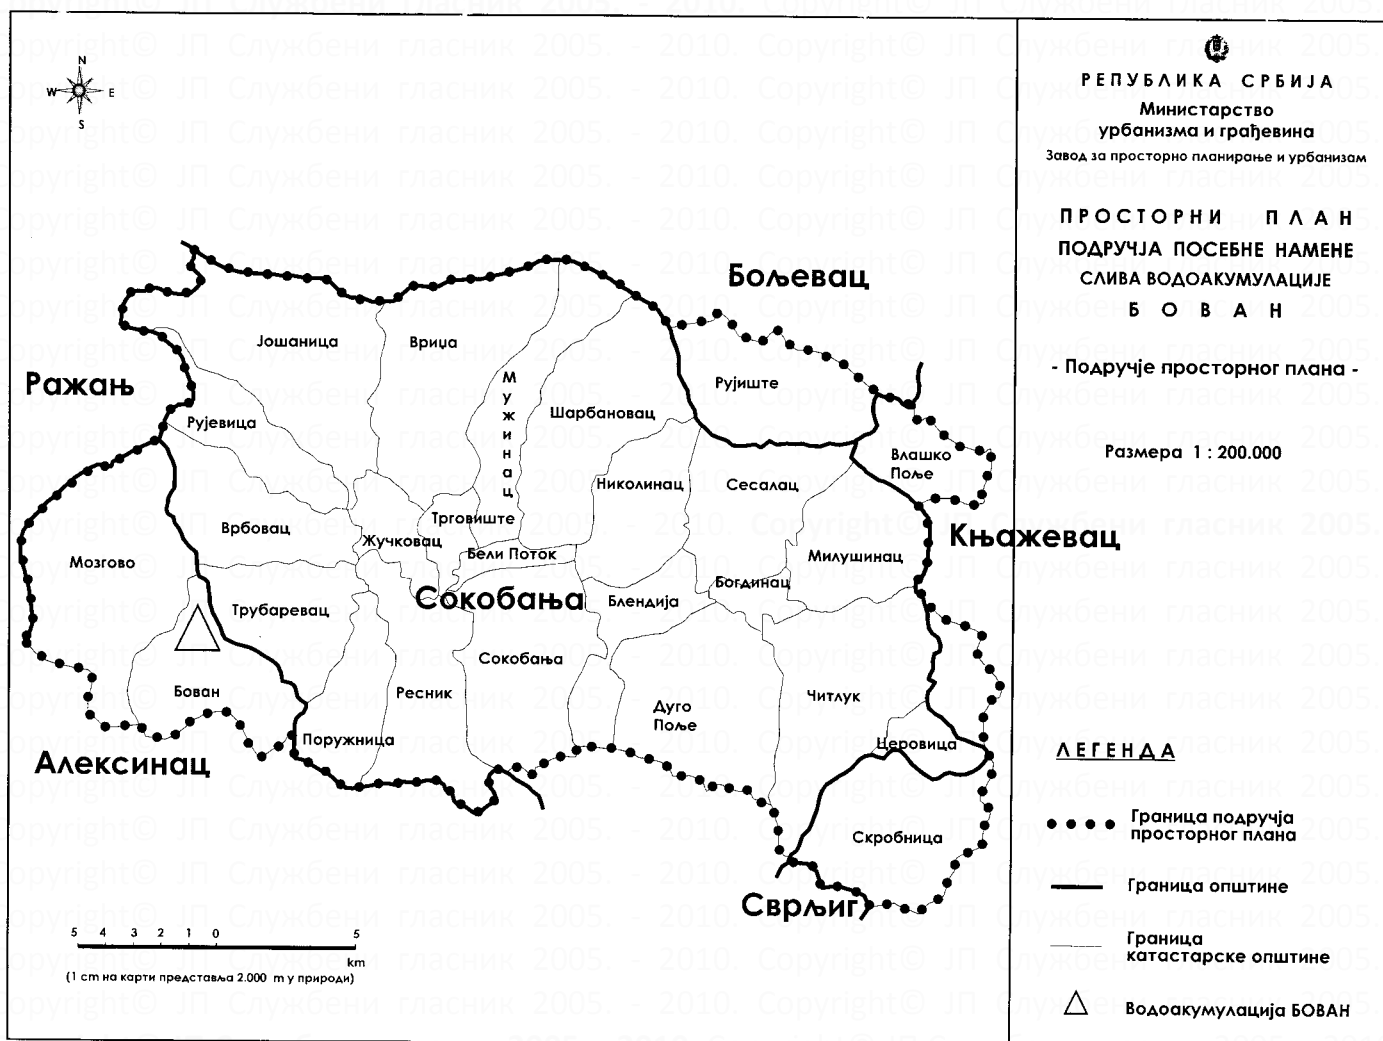 N
W E
S
РЕПУБЛИКА СРБИЈА
Министарство
урбанизма и грађевина
Завод за просторно планирање и урбанизам
ПРОСТОРНИ ПЛАН
ПОДРУЧЈА ПОСЕБНЕ НАМЕНЕ
СЛИВА ВОДОАКУМУЛАЦИЈЕ
БОВАН
- Подручје просторног плана -
Размера 1 : 200.000
Бољевац
Јошаница
Вриџа
Ражањ
Мужинац
Рујиште
Шарбановац
Рујевица
Влашко
Поље
Николинац
Сесалац
Трговиште
Врбовац
Жучковац
Књажевац
Бели Поток
Милушинац
Мозгово
Богдинац
Сокобања
Блендија
Трубаревац
Сокобања
Бован
Ресник
Читлук
Дуго
Поље
Поружница
Церовица
Алексинац
Скробница
Сврљиг
ЛЕГЕНДА
Граница подручја
просторног плана
Граница општине
Граница
катастарске општине
Водоакумулација БОВАН
5 4 3 2 1 0 5
km
(1 cm на карти представља 2.000 m у природи)
Copyright© ЈП Службени гласник 2005. - 2010.